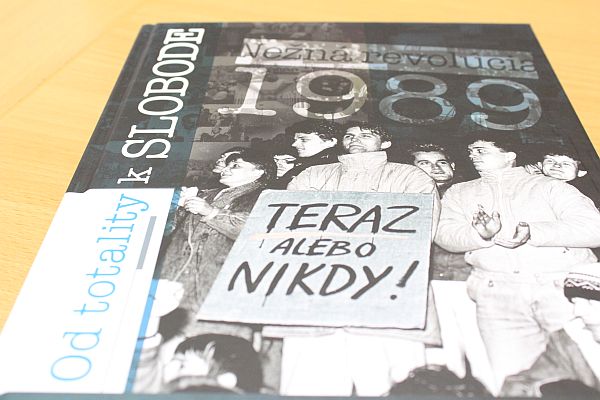 Od totality k SLOBODE
Nežná revolúcia
1989
TERAZ
ALEBO
NIKDY!